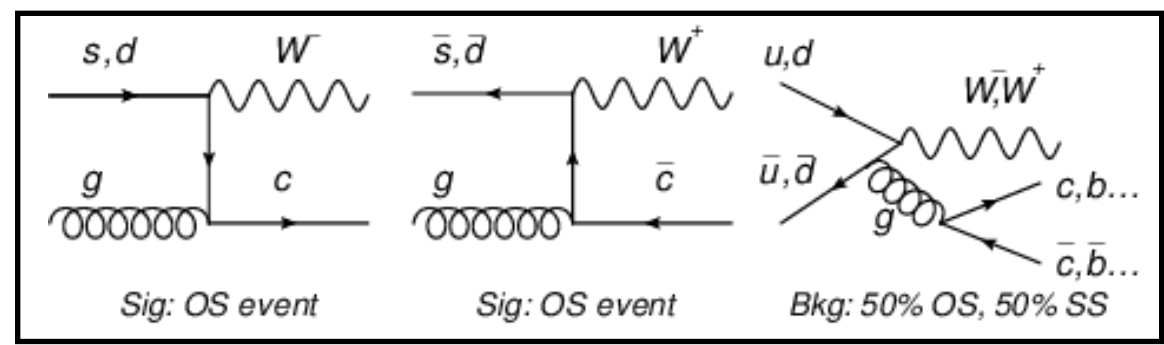 s,d W⁻
g c
Sig: OS event
s̄,d̄ W⁺
g c̄
Sig: OS event
u,d
W⁻,W⁺
ū,d̄
c,b...
g
c̄,b̄...
Bkg: 50% OS, 50% SS